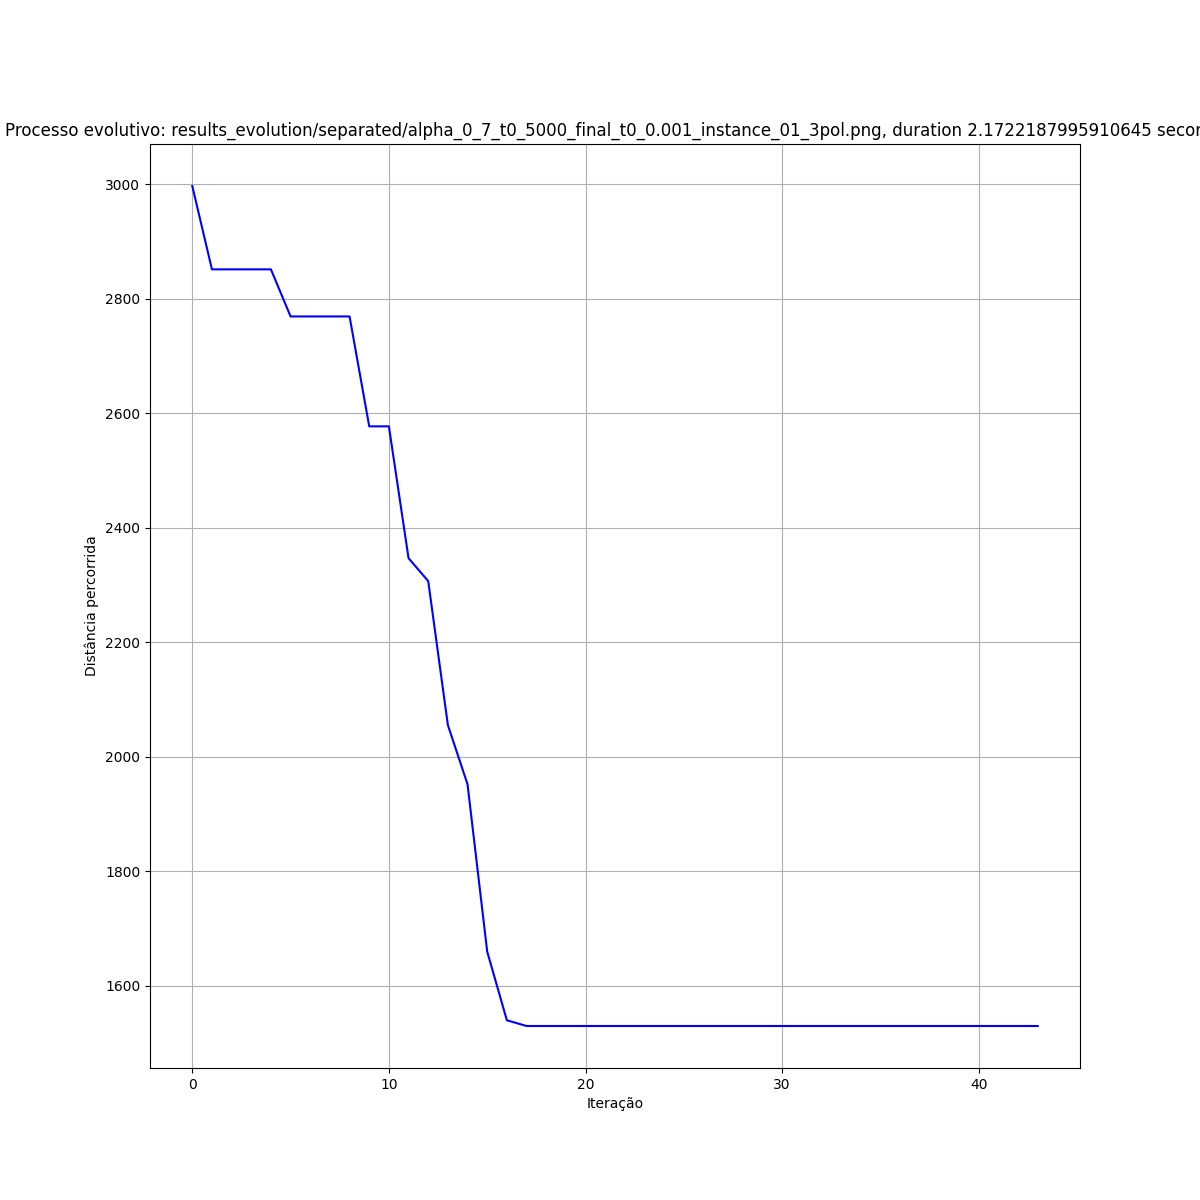 Processo evolutivo: results_evolution/separated/alpha_0_7_t0_5000_final_t0_0.001_instance_01_3pol.png, duration 2.1722187995910645 secor
3000
2800
2600
2400
2200
2000
1800
1600
Distância percorrida
0 10 20 30 40
Iteração